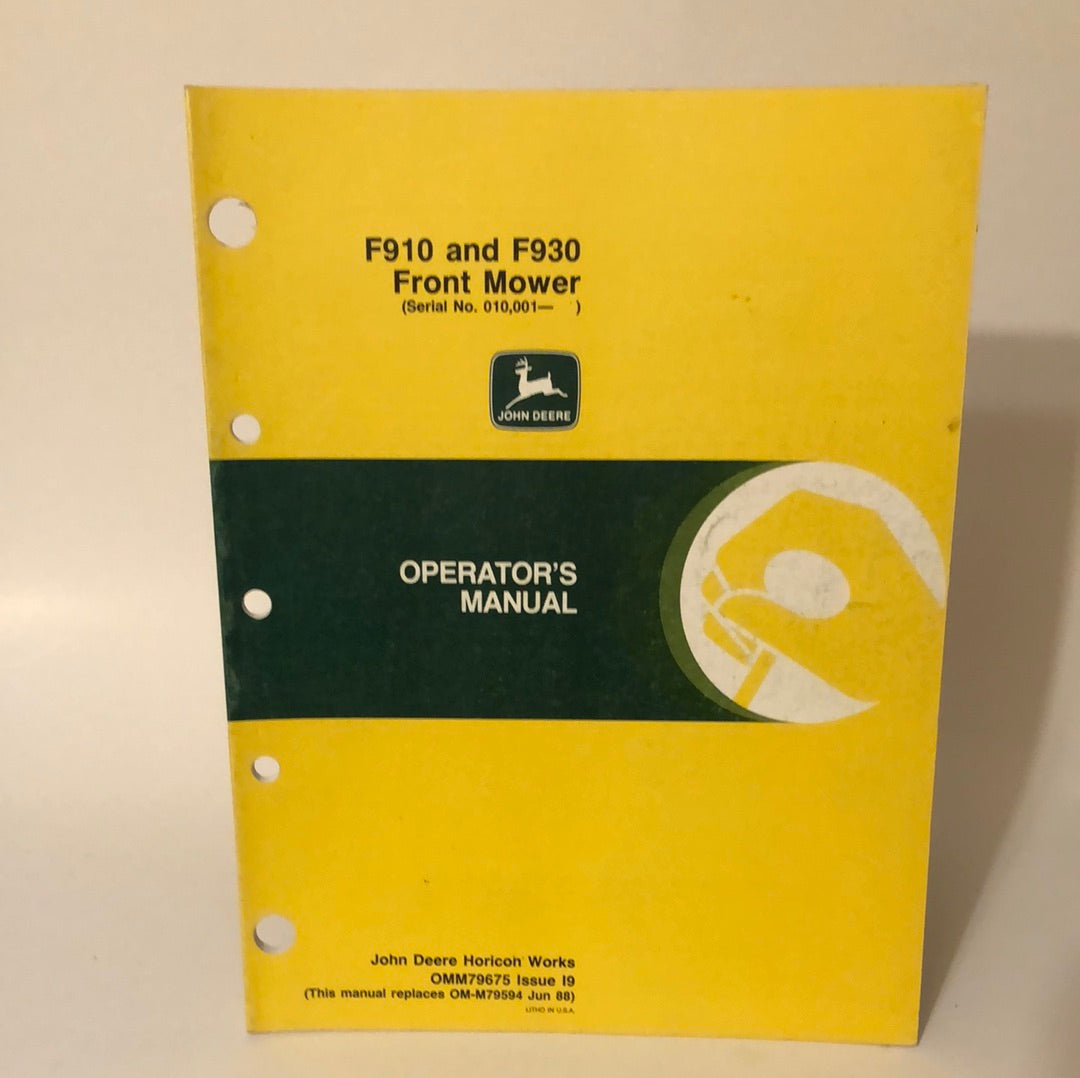 F910 and F930
Front Mower
(Serial No. 010,001— )
JOHN DEERE
OPERATOR'S
MANUAL
John Deere Horicon Works
OMM79675 Issue I9
(This manual replaces OM-M79594 Jun 88)
LITHO IN U.S.A.